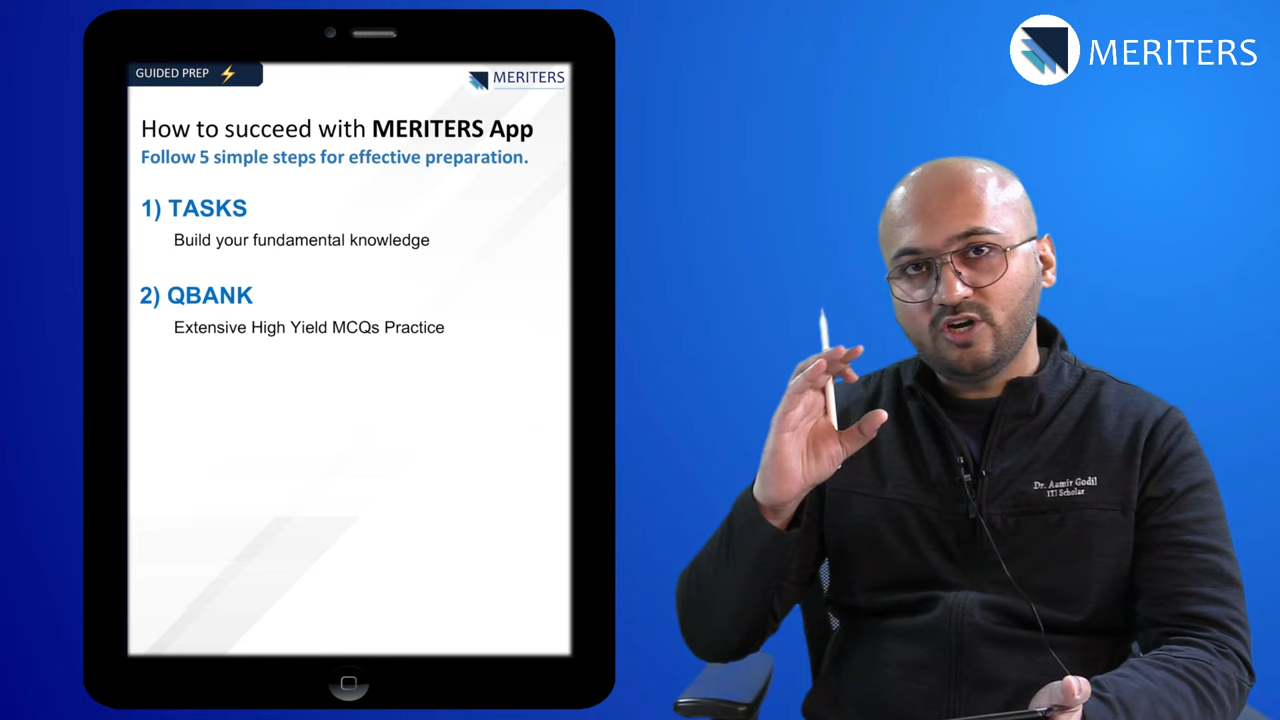 GUIDED PREP
MERITERS
How to succeed with MERITERS App
Follow 5 simple steps for effective preparation.
1) TASKS
Build your fundamental knowledge
2) QBANK
Extensive High Yield MCQs Practice
MERITERS
Dr. Aamir Godil
ITI Scholar